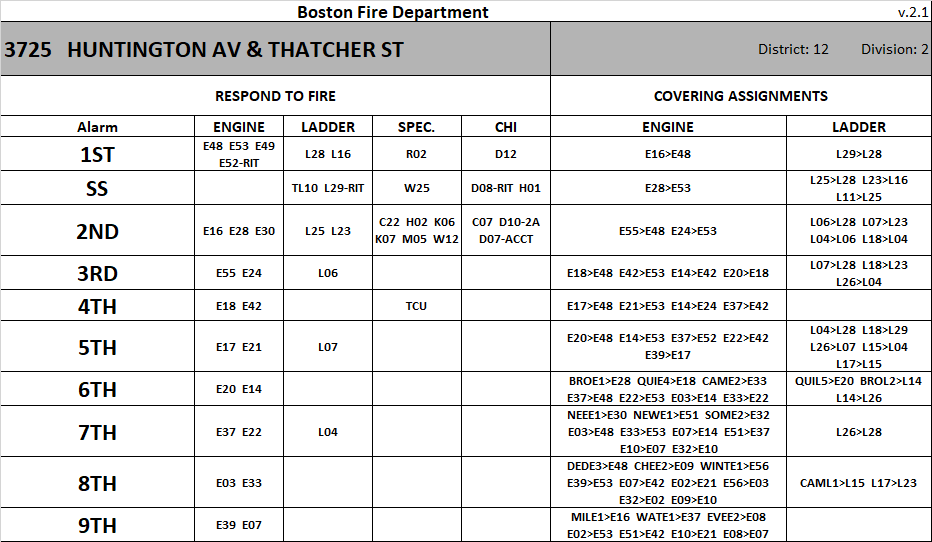 Boston Fire Department v.2.1
3725 HUNTINGTON AV & THATCHER ST District: 12 Division: 2
RESPOND TO FIRE COVERING ASSIGNMENTS
Alarm ENGINE LADDER SPEC. CHI ENGINE LADDER
1ST
E48 E53 E49
E52-RIT
L28 L16
R02
D12
E16>E48
L29>L28
SS
TL10 L29-RIT
W25
D08-RIT H01
E28>E53
L25>L28 L23>L16
L11>L25
2ND
E16 E28 E30
L25 L23
C22 H02 K06
K07 M05 W12
C07 D10-2A
D07-ACCT
E55>E48 E24>E53
L06>L28 L07>L23
L04>L06 L18>L04
3RD
E55 E24
L06
E18>E48 E42>E53 E14>E42 E20>E18
L07>L28 L18>L23
L26>L04
4TH
E18 E42
TCU
E17>E48 E21>E53 E14>E24 E37>E42
5TH
E17 E21
L07
E20>E48 E14>E53 E37>E52 E22>E42
E39>E17
L04>L28 L18>L29
L26>L07 L15>L04
L17>L15
6TH
E20 E14
BROE1>E28 QUIE4>E18 CAME2>E33
E37>E48 E22>E53 E03>E14 E33>E22
QUIL5>E20 BROL2>L14
L14>L26
7TH
E37 E22
L04
NEEE1>E30 NEWE1>E51 SOME2>E32
E03>E48 E33>E53 E07>E14 E51>E37
E10>E07 E32>E10
L26>L28
8TH
E03 E33
DEDE3>E48 CHEE2>E09 WINTE1>E56
E39>E53 E07>E42 E02>E21 E56>E03
E32>E02 E09>E10
CAML1>L15 L17>L23
9TH
E39 E07
MILE1>E16 WATE1>E37 EVEE2>E08
E02>E53 E51>E42 E10>E21 E08>E07